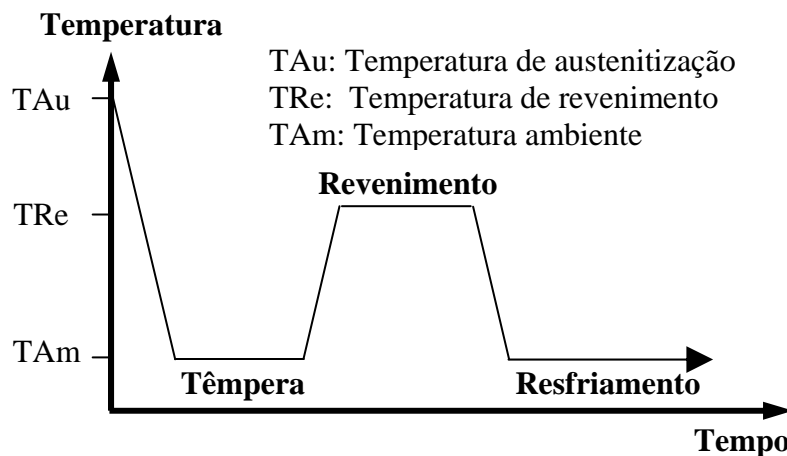 Temperatura
TAu: Temperatura de austenitização
TRe: Temperatura de revenimento
TAm: Temperatura ambiente
TAu
Revenimento
TRe
TAm
Têmpera
Resfriamento
Tempo